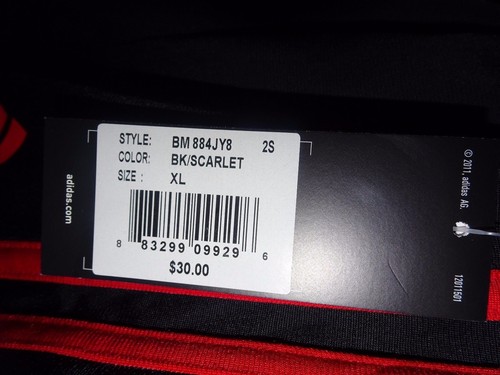 STYLE: BM 884JY8 2S
COLOR: BK/SCARLET
SIZE : XL
8 83299 09929 6
$30.00
adidas.com
© 2011, adidas AG.
12011501